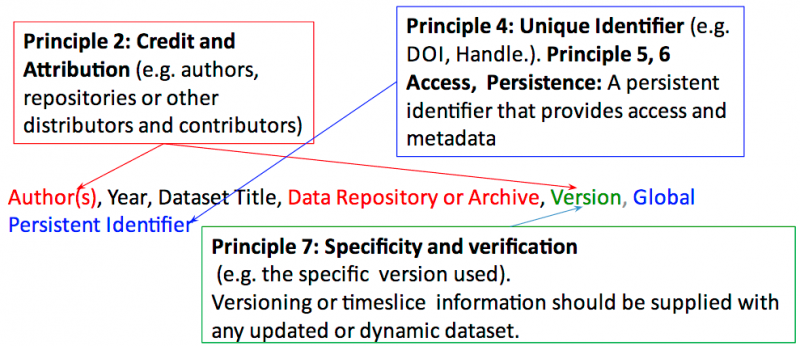 Principle 2: Credit and
Attribution (e.g. authors,
repositories or other
distributors and contributors)
Principle 4: Unique Identifier (e.g.
DOI, Handle.). Principle 5, 6
Access, Persistence: A persistent
identifier that provides access and
metadata
Author(s), Year, Dataset Title, Data Repository or Archive, Version, Global
Persistent Identifier
Principle 7: Specificity and verification
(e.g. the specific version used).
Versioning or timeslice information should be supplied with
any updated or dynamic dataset.